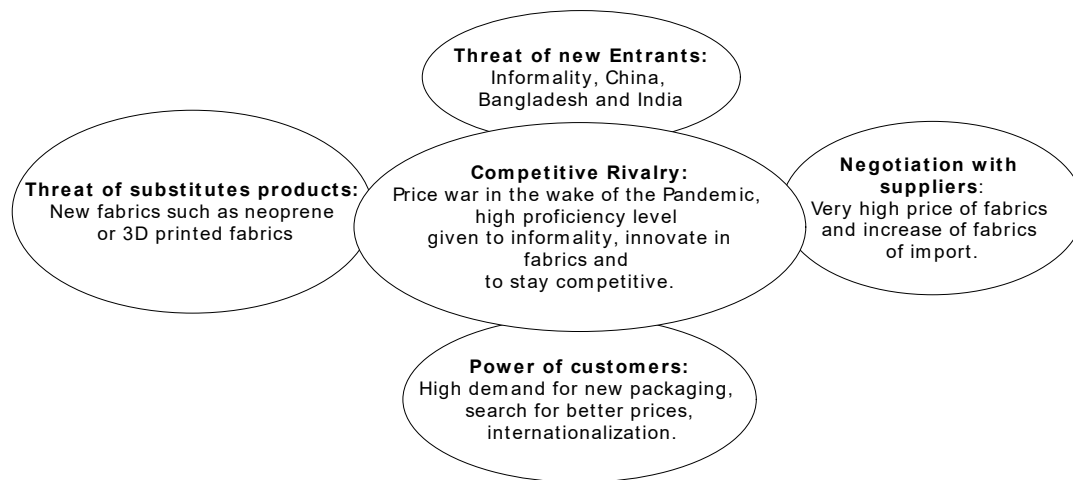 Threat of new Entrants:
Informality, China,
Bangladesh and India
Threat of substitutes products:
New fabrics such as neoprene
or 3D printed fabrics
Competitive Rivalry:
Price war in the wake of the Pandemic,
high proficiency level
given to informality, innovate in
fabrics and
to stay competitive.
Negotiation with
suppliers:
Very high price of fabrics
and increase of fabrics
of import.
Power of customers:
High demand for new packaging,
search for better prices,
internationalization.